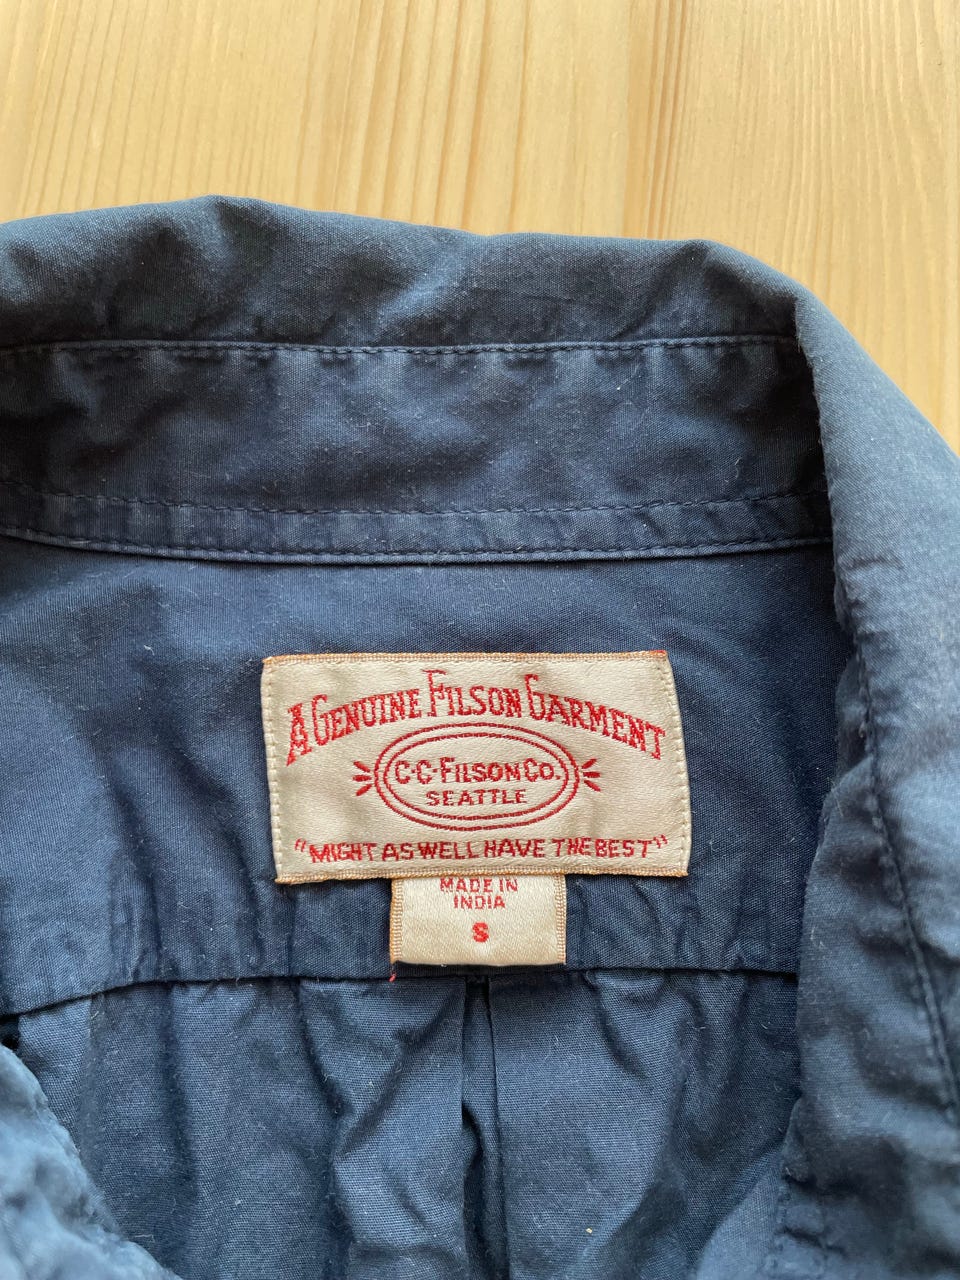 A GENUINE FILSON GARMENT
C·C·FILSON CO.
SEATTLE
"MIGHT AS WELL HAVE THE BEST"
MADE IN
INDIA
S